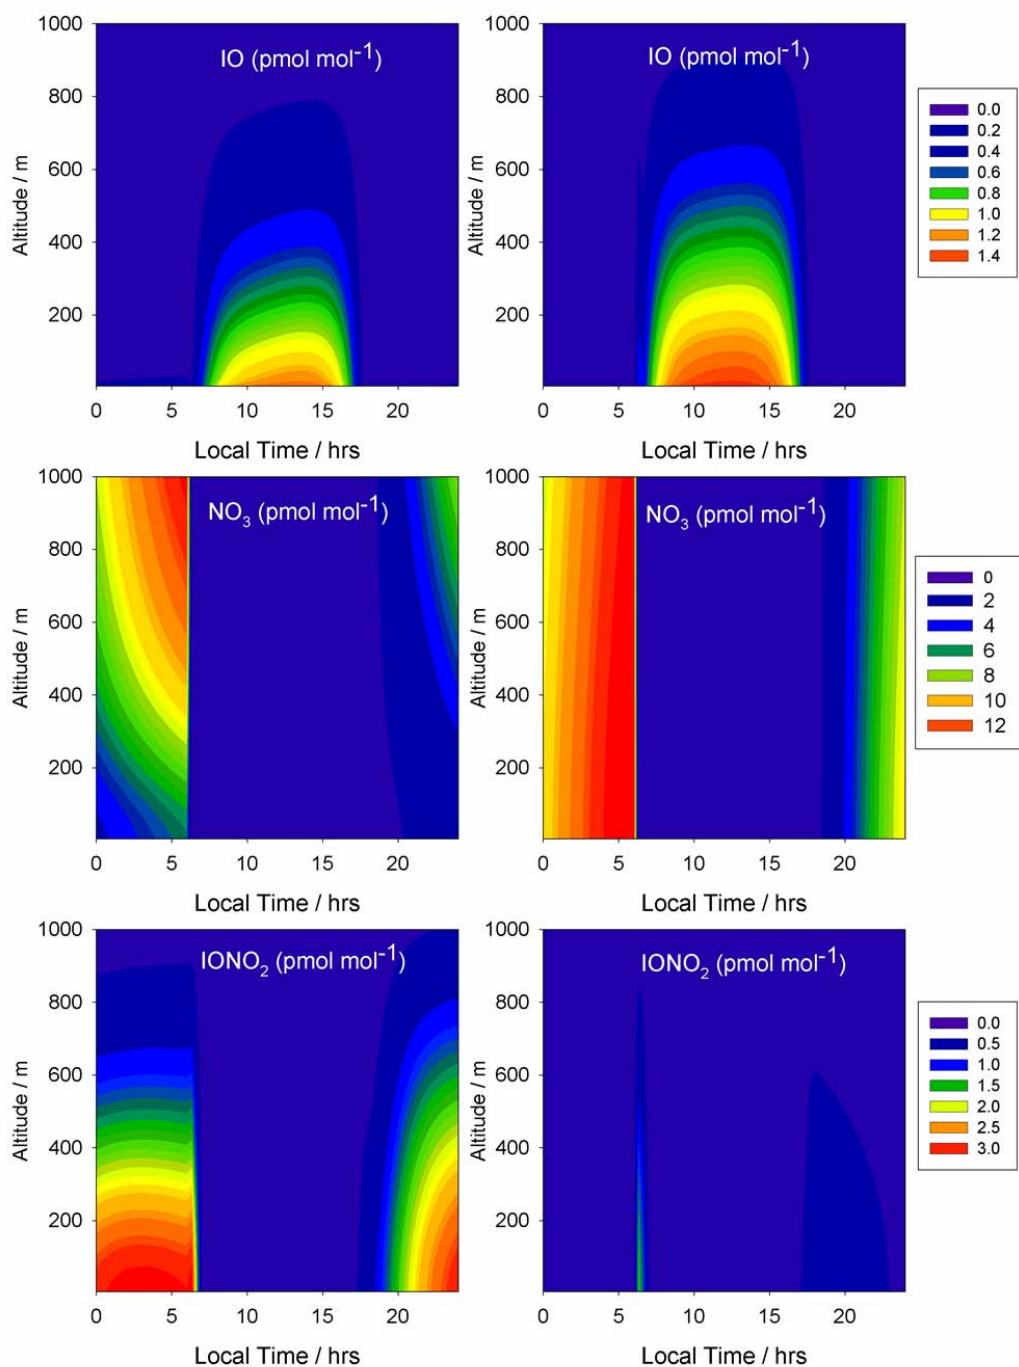 IO (pmol mol⁻¹)
1000
800
600
400
200
Altitude / m
0 5 10 15 20
Local Time / hrs
IO (pmol mol⁻¹)
1000
800
600
400
200
Altitude / m
0 5 10 15 20
Local Time / hrs
0.0
0.2
0.4
0.6
0.8
1.0
1.2
1.4
NO₃ (pmol mol⁻¹)
1000
800
600
400
200
Altitude / m
0 5 10 15 20
Local Time / hrs
NO₃ (pmol mol⁻¹)
1000
800
600
400
200
Altitude / m
0 5 10 15 20
Local Time / hrs
0
2
4
6
8
10
12
IONO₂ (pmol mol⁻¹)
1000
800
600
400
200
Altitude / m
0 5 10 15 20
Local Time / hrs
IONO₂ (pmol mol⁻¹)
1000
800
600
400
200
Altitude / m
0 5 10 15 20
Local Time / hrs
0.0
0.5
1.0
1.5
2.0
2.5
3.0